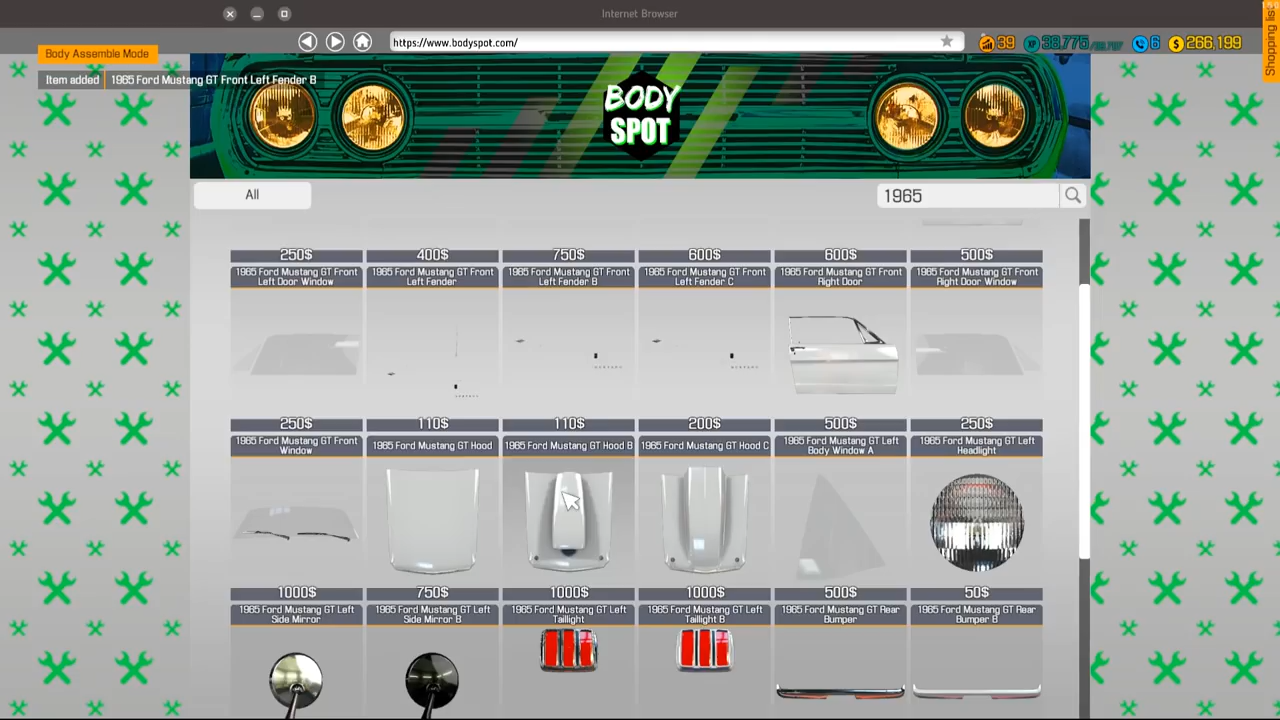 Internet Browser
https://www.bodyspot.com/
39
38,775
6
266,199
Shopping lis
Body Assemble Mode
Item added
1965 Ford Mustang GT Front Left Fender B
BODY
SPOT
All
1965
250$
400$
750$
600$
600$
500$
1965 Ford Mustang GT Front
Left Door Window
1965 Ford Mustang GT Front
Left Fender
1965 Ford Mustang GT Front
Left Fender B
1965 Ford Mustang GT Front
Left Fender C
1965 Ford Mustang GT Front
Right Door
1965 Ford Mustang GT Front
Right Door Window
250$
110$
110$
200$
500$
250$
1965 Ford Mustang GT Front
Window
1965 Ford Mustang GT Hood
1965 Ford Mustang GT Hood B
1965 Ford Mustang GT Hood C
1965 Ford Mustang GT Left
Body Window A
1965 Ford Mustang GT Left
Headlight
1000$
750$
1000$
1000$
500$
50$
1965 Ford Mustang GT Left
Side Mirror
1965 Ford Mustang GT Left
Side Mirror B
1965 Ford Mustang GT Left
Taillight
1965 Ford Mustang GT Left
Taillight B
1965 Ford Mustang GT Rear
Bumper
1965 Ford Mustang GT Rear
Bumper B